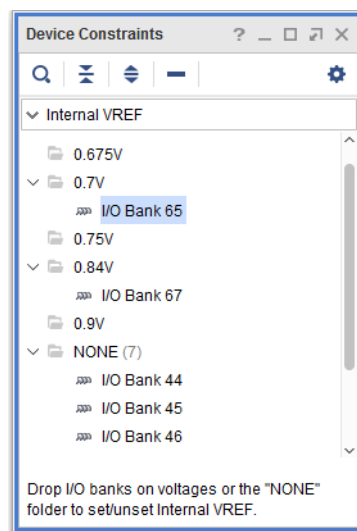 Device Constraints
Internal VREF
0.675V
0.7V
I/O Bank 65
0.75V
0.84V
I/O Bank 67
0.9V
NONE (7)
I/O Bank 44
I/O Bank 45
I/O Bank 46
Drop I/O banks on voltages or the "NONE"
folder to set/unset Internal VREF.